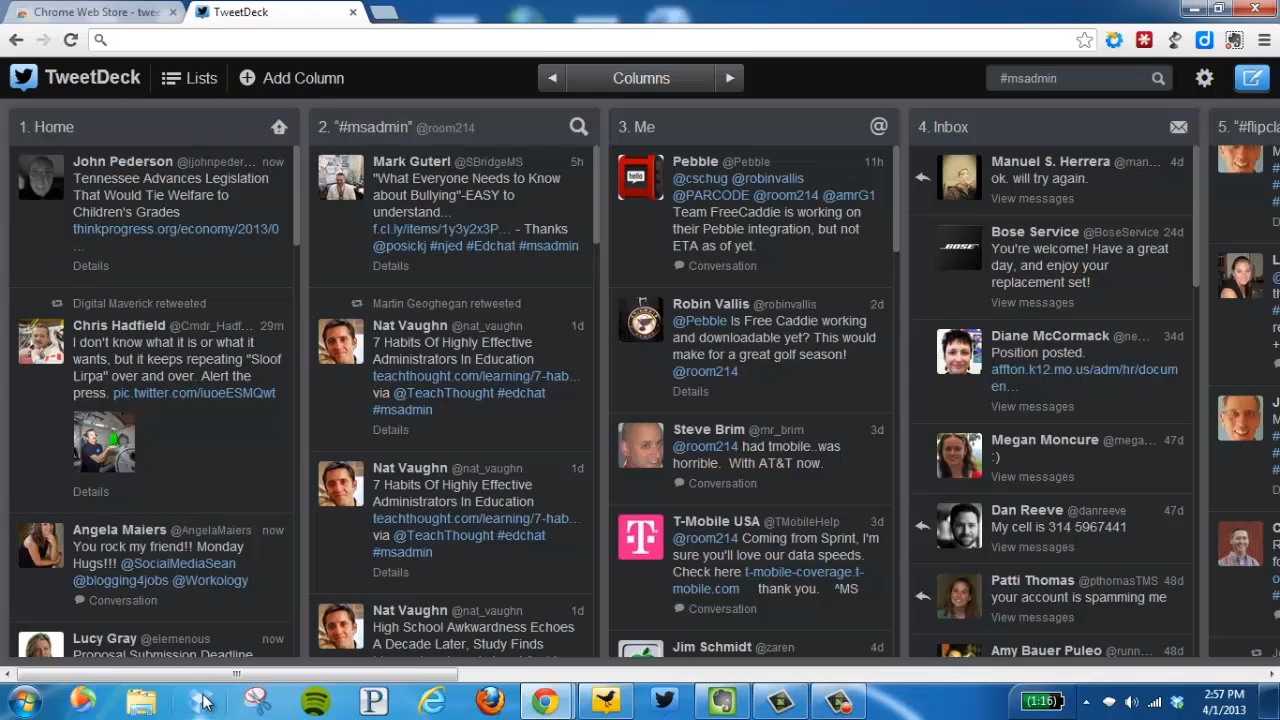 Chrome Web Store - twee
TweetDeck
TweetDeck
Lists
Add Column
Columns
#msadmin
1. Home
John Pederson @ijohnpeder... now
Tennessee Advances Legislation
That Would Tie Welfare to
Children's Grades
thinkprogress.org/economy/2013/0
...
Details
Digital Maverick retweeted
Chris Hadfield @Cmdr_Hadf... 29m
I don't know what it is or what it
wants, but it keeps repeating "Sloof
Lirpa" over and over. Alert the
press. pic.twitter.com/iuoeESMQwt
Details
Angela Maiers @AngelaMaiers now
You rock my friend!! Monday
Hugs!!! @SocialMediaSean
@blogging4jobs @Workology
Conversation
Lucy Gray @elemenous now
Proposal Submission Deadline
2. "#msadmin" @room214
Mark Guterl @SBridgeMS 5h
"What Everyone Needs to Know
about Bullying"-EASY to
understand...
f.cl.ly/items/1y3y2x3P... - Thanks
@posickj #njed #Edchat #msadmin
Details
Martin Geoghegan retweeted
Nat Vaughn @nat_vaughn 1d
7 Habits Of Highly Effective
Administrators In Education
teachthought.com/learning/7-hab...
via @TeachThought #edchat
#msadmin
Details
Nat Vaughn @nat_vaughn 1d
7 Habits Of Highly Effective
Administrators In Education
teachthought.com/learning/7-hab...
via @TeachThought #edchat
#msadmin
Details
Nat Vaughn @nat_vaughn 1d
High School Awkwardness Echoes
A Decade Later, Study Finds
3. Me
Pebble @Pebble 11h
@cschug @robinvallis
@PARCODE @room214 @amrG1
Team FreeCaddie is working on
their Pebble integration, but not
ETA as of yet.
Conversation
Robin Vallis @robinvallis 2d
@Pebble Is Free Caddie working
and downloadable yet? This would
make for a great golf season!
@room214
Details
Steve Brim @mr_brim 3d
@room214 had tmobile..was
horrible. With AT&T now.
Conversation
T-Mobile USA @TMobileHelp 3d
@room214 Coming from Sprint, I'm
sure you'll love our data speeds.
Check here t-mobile-coverage.t-
mobile.com thank you. ^MS
Conversation
Jim Schmidt @zaren 4d
4. Inbox
Manuel S. Herrera @man... 4d
ok. will try again.
View messages
Bose Service @BoseService 24d
You're welcome! Have a great
day, and enjoy your
replacement set!
View messages
Diane McCormack @ne... 34d
Position posted.
affton.k12.mo.us/adm/hr/docum
en...
View messages
Megan Moncure @mega... 47d
:)
View messages
Dan Reeve @danreeve 47d
My cell is 314 5967441
View messages
Patti Thomas @pthomasTMS 48d
your account is spamming me
View messages
Amy Bauer Puleo @runn... 48d
5. "#flipcl
BOSE
hello
(1:16)
2:57 PM
4/1/2013